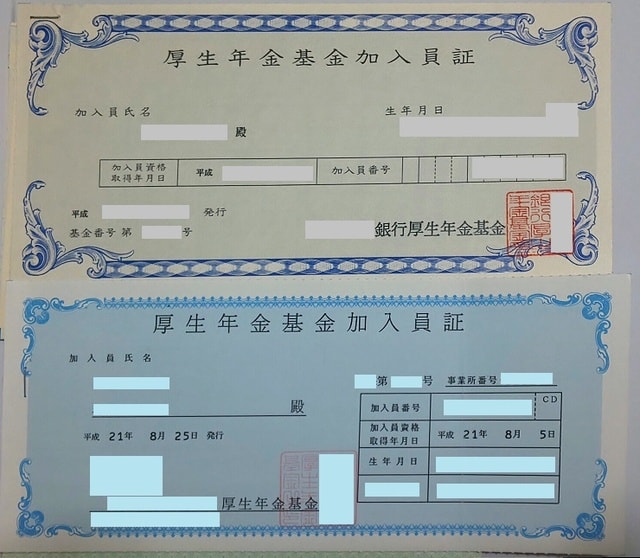 厚生年金基金加入員証
加入員氏名
生年月日
殿
加入員資格
取得年月日
平成
加入員番号
平成 発行
基金番号 第 号
銀行厚生年金基金
厚生年金基金加入員証
加入員氏名
第 号 事業所番号
殿
加入員番号
CD
加入員資格
取得年月日
平成 21年 8月 5日
平成 21年 8月 25日 発行
生年月日
厚生年金基金